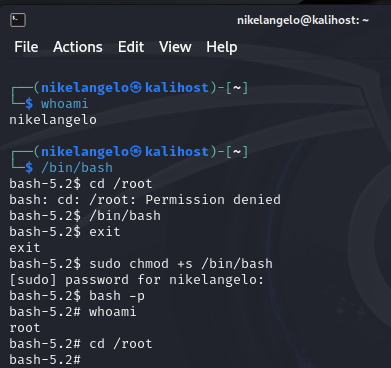 nikelangelo@kalihost: ~
File Actions Edit View Help
┌──(nikelangelo㉿kalihost)-[~]
└─$ whoami
nikelangelo
┌──(nikelangelo㉿kalihost)-[~]
└─$ /bin/bash
bash-5.2$ cd /root
bash: cd: /root: Permission denied
bash-5.2$ /bin/bash
bash-5.2$ exit
exit
bash-5.2$ sudo chmod +s /bin/bash
[sudo] password for nikelangelo:
bash-5.2$ bash -p
bash-5.2# whoami
root
bash-5.2# cd /root
bash-5.2#